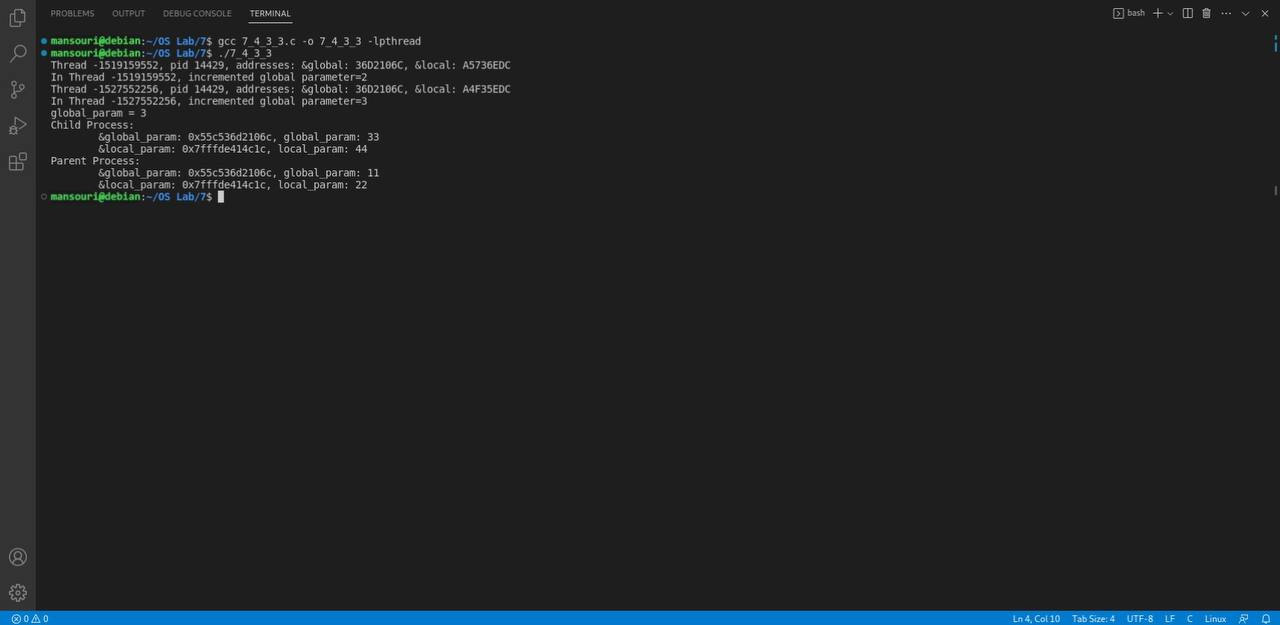 PROBLEMS OUTPUT DEBUG CONSOLE TERMINAL bash
mansouri@debian:~/OS Lab/7$ gcc 7_4_3_3.c -o 7_4_3_3 -lpthread
mansouri@debian:~/OS Lab/7$ ./7_4_3_3
Thread -1519159552, pid 14429, addresses: &global: 36D2106C, &local: A5736EDC
In Thread -1519159552, incremented global parameter=2
Thread -1527552256, pid 14429, addresses: &global: 36D2106C, &local: A4F35EDC
In Thread -1527552256, incremented global parameter=3
global_param = 3
Child Process:
&global_param: 0x55c536d2106c, global_param: 33
&local_param: 0x7fffde414c1c, local_param: 44
Parent Process:
&global_param: 0x55c536d2106c, global_param: 11
&local_param: 0x7fffde414c1c, local_param: 22
mansouri@debian:~/OS Lab/7$
0 0 Ln 4, Col 10 Tab Size: 4 UTF-8 LF C Linux